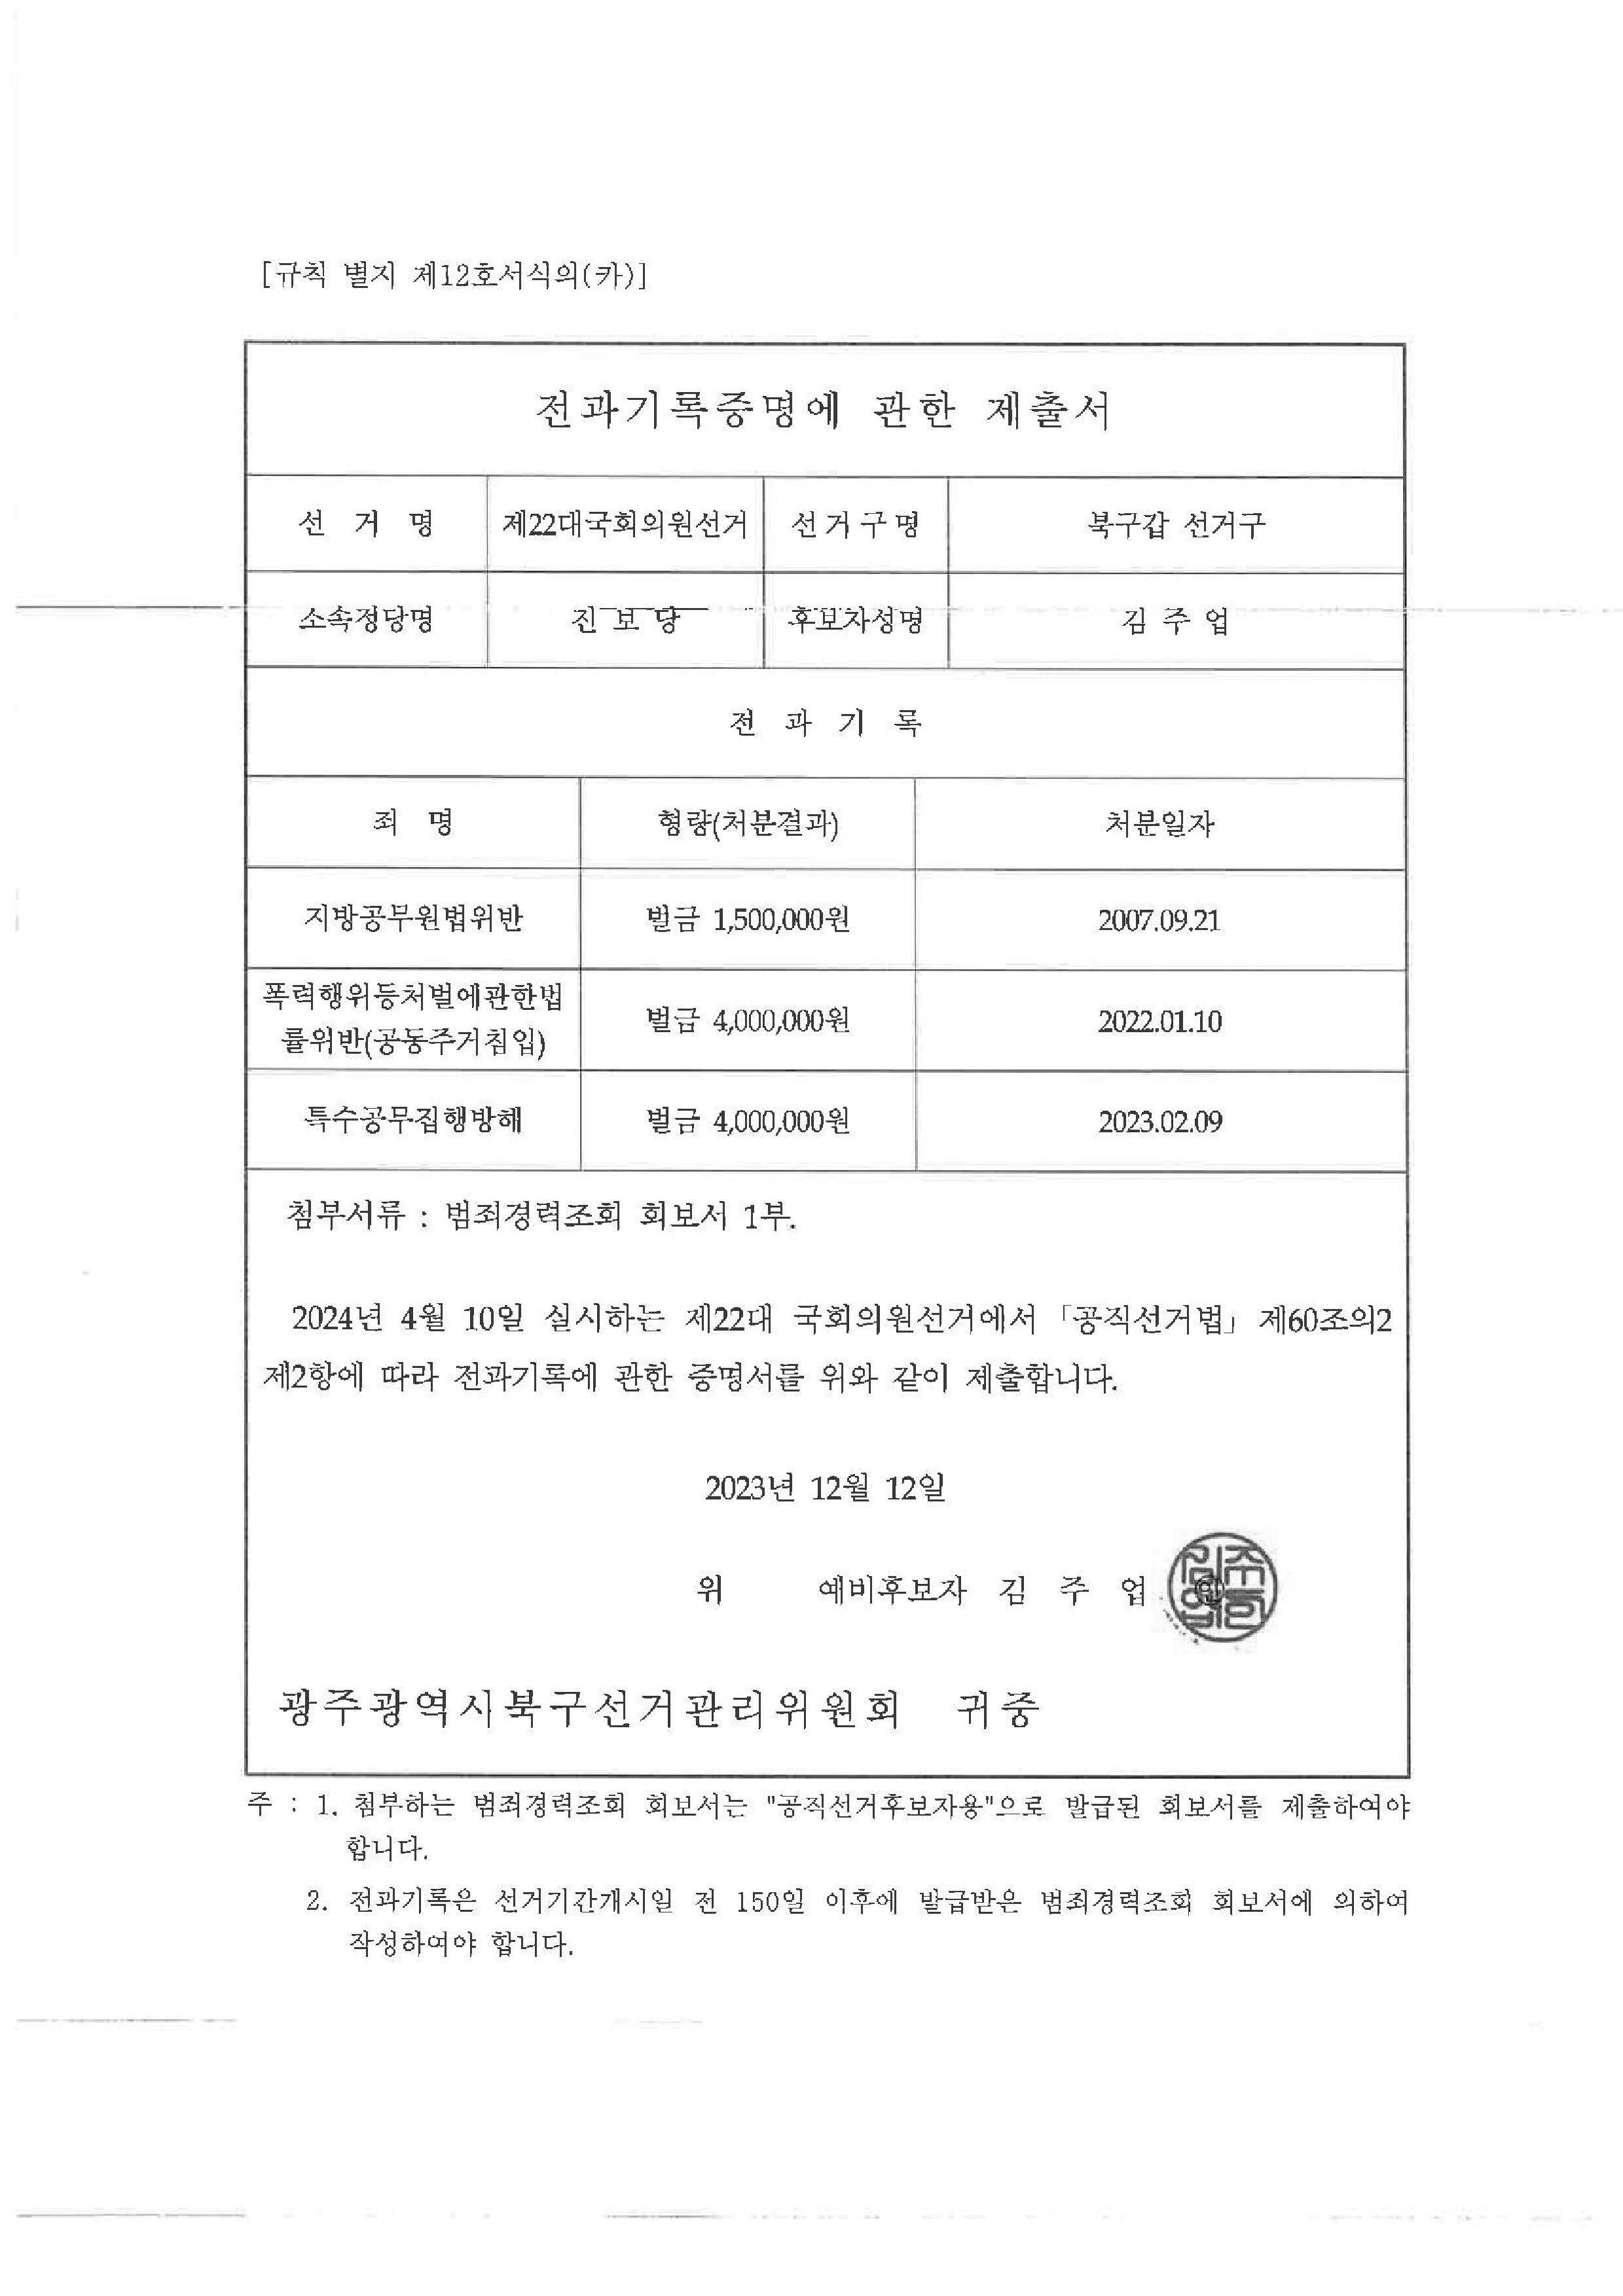 [규칙 별지 제12호서식의(카)]
전과기록증명에 관한 제출서
선 거 명 제22대국회의원선거 선거구명 북구갑 선거구
소속정당명 진보당 후보자성명 김 주 업
전 과 기 록
죄 명 형량(처분결과) 처분일자
지방공무원법위반 벌금 1,500,000원 2007.09.21
폭력행위등처벌에관한법
률위반(공동주거침입) 벌금 4,000,000원 2022.01.10
특수공무집행방해 벌금 4,000,000원 2023.02.09
첨부서류 : 범죄경력조회 회보서 1부.
2024년 4월 10일 실시하는 제22대 국회의원선거에서 「공직선거법」 제60조의2
제2항에 따라 전과기록에 관한 증명서를 위와 같이 제출합니다.
2023년 12월 12일
위 예비후보자 김 주 업
광주광역시북구선거관리위원회 귀중
주 : 1. 첨부하는 범죄경력조회 회보서는 "공직선거후보자용"으로 발급된 회보서를 제출하여야
합니다.
2. 전과기록은 선거기간개시일 전 150일 이후에 발급받은 범죄경력조회 회보서에 의하여
작성하여야 합니다.